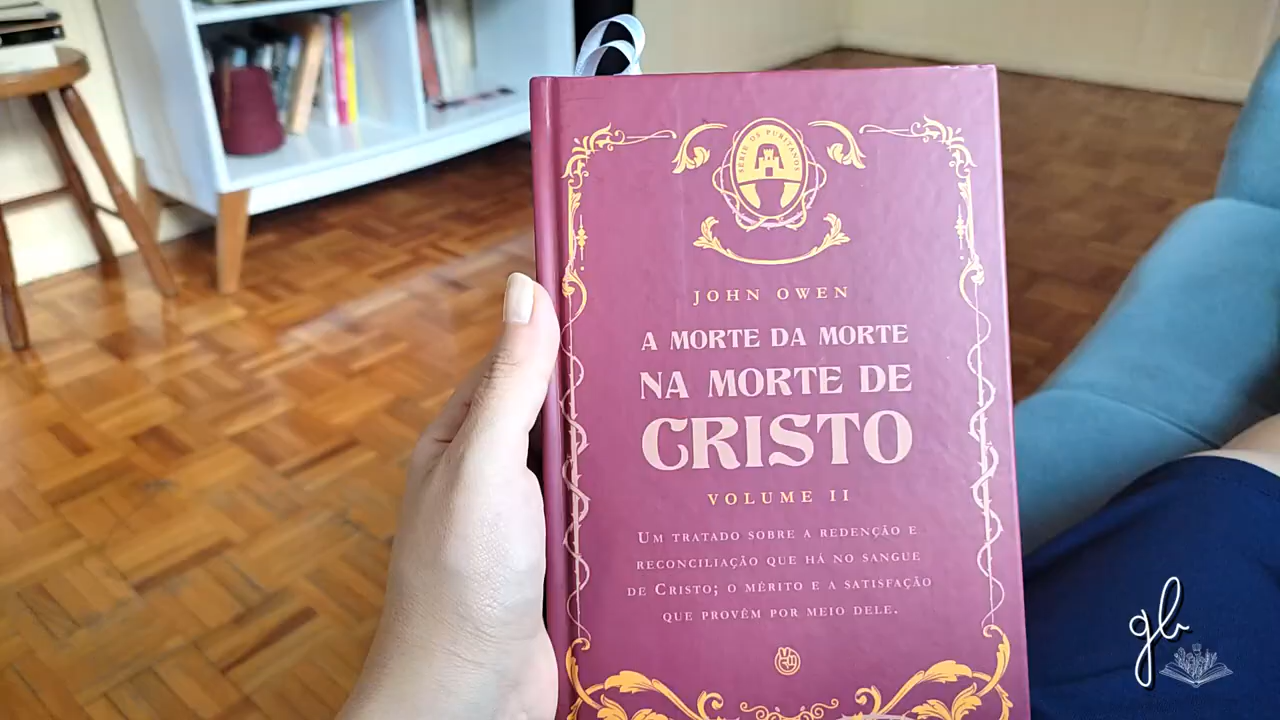 SÉRIE OS PURITANOS
JOHN OWEN
A MORTE DA MORTE
NA MORTE DE
CRISTO
VOLUME II
UM TRATADO SOBRE A REDENÇÃO E
RECONCILIAÇÃO QUE HÁ NO SANGUE
DE CRISTO; O MÉRITO E A SATISFAÇÃO
QUE PROVÊM POR MEIO DELE.
gb